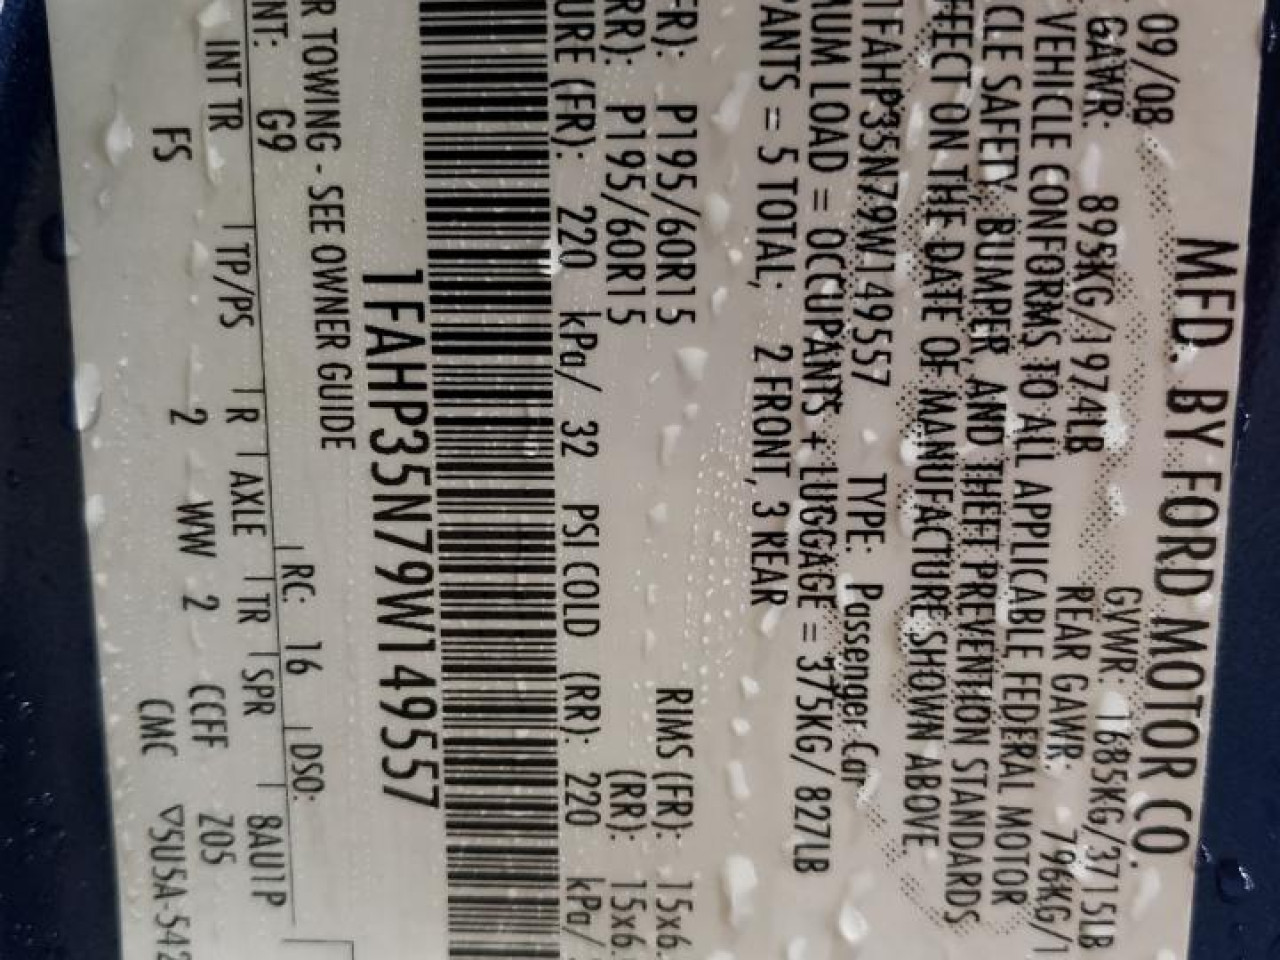 MFD. BY FORD MOTOR CO.
09/08 GVWR: 1685KG/3715LB
GAWR: 895KG/1974LB REAR GAWR: 796KG/1
VEHICLE CONFORMS TO ALL APPLICABLE FEDERAL MOTOR
CLE SAFETY, BUMPER, AND THEFT PREVENTION STANDARDS
FFECT ON THE DATE OF MANUFACTURE SHOWN ABOVE.
1FAHP35N79W149557 TYPE: Passenger Car
MUM LOAD = OCCUPANTS + LUGGAGE = 375KG/ 827LB
PANTS = 5 TOTAL; 2 FRONT, 3 REAR
FR): P195/60R15 RIMS (FR): 15x6.
RR): P195/60R15 (RR): 15x6.
URE (FR): 220 kPa/ 32 PSI COLD (RR): 220 kPa/
1FAHP35N79W149557
R TOWING - SEE OWNER GUIDE
NT: G9 RC: 16 DSO:
INT TR TP/PS R AXLE TR SPR 8AU1P
FS 2 WW 2 CCFF Z05
CMC ▽5USA-542